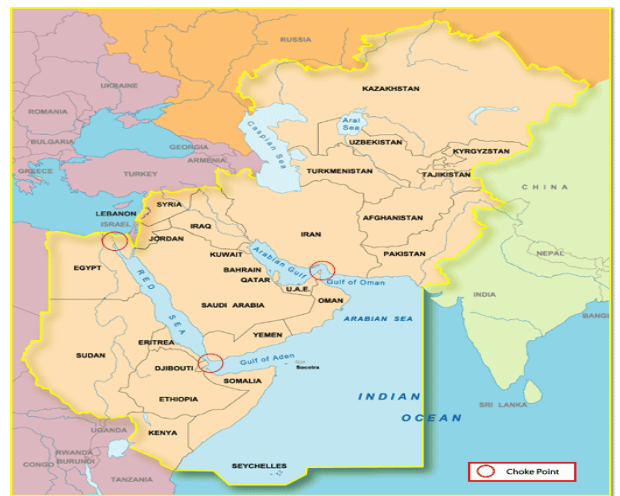 RUSSIA
KAZAKHSTAN
UKRAINE
ROMANIA
BULGARIA
GREECE
TURKEY
GEORGIA
ARMENIA
Caspian Sea
Aral
Sea
UZBEKISTAN
KYRGYZSTAN
TURKMENISTAN
TAJIKISTAN
CHINA
LEBANON
SYRIA
ISRAEL
JORDAN
IRAQ
IRAN
AFGHANISTAN
PAKISTAN
NEPAL
KUWAIT
Arabian Gulf
BAHRAIN
QATAR
U.A.E.
Gulf of Oman
OMAN
EGYPT
RED SEA
SAUDI ARABIA
INDIA
BANGI
ARABIAN SEA
YEMEN
ERITREA
SUDAN
Gulf of Aden
Socotra
DJIBOUTI
SOMALIA
ETHIOPIA
INDIAN
OCEAN
SRI LANKA
UGANDA
KENYA
RWANDA
BURUNDI
CONGO
TANZANIA
SEYCHELLES
Choke Point